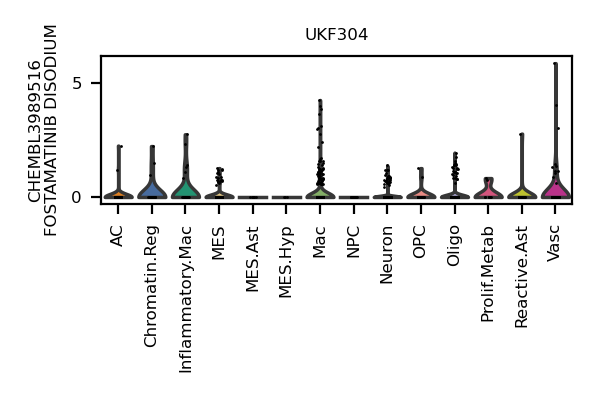 UKF304
CHEMBL3989516
FOSTAMATINIB DISODIUM
5
0
AC
Chromatin.Reg
Inflammatory.Mac
MES
MES.Ast
MES.Hyp
Mac
NPC
Neuron
OPC
Oligo
Prolif.Metab
Reactive.Ast
Vasc